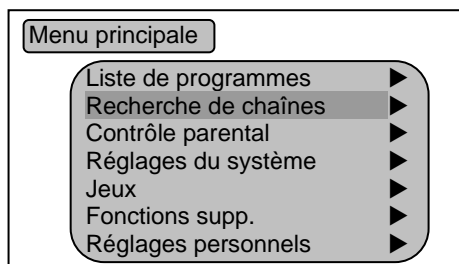 Menu principale
Liste de programmes
Recherche de chaînes
Contrôle parental
Réglages du système
Jeux
Fonctions supp.
Réglages personnels